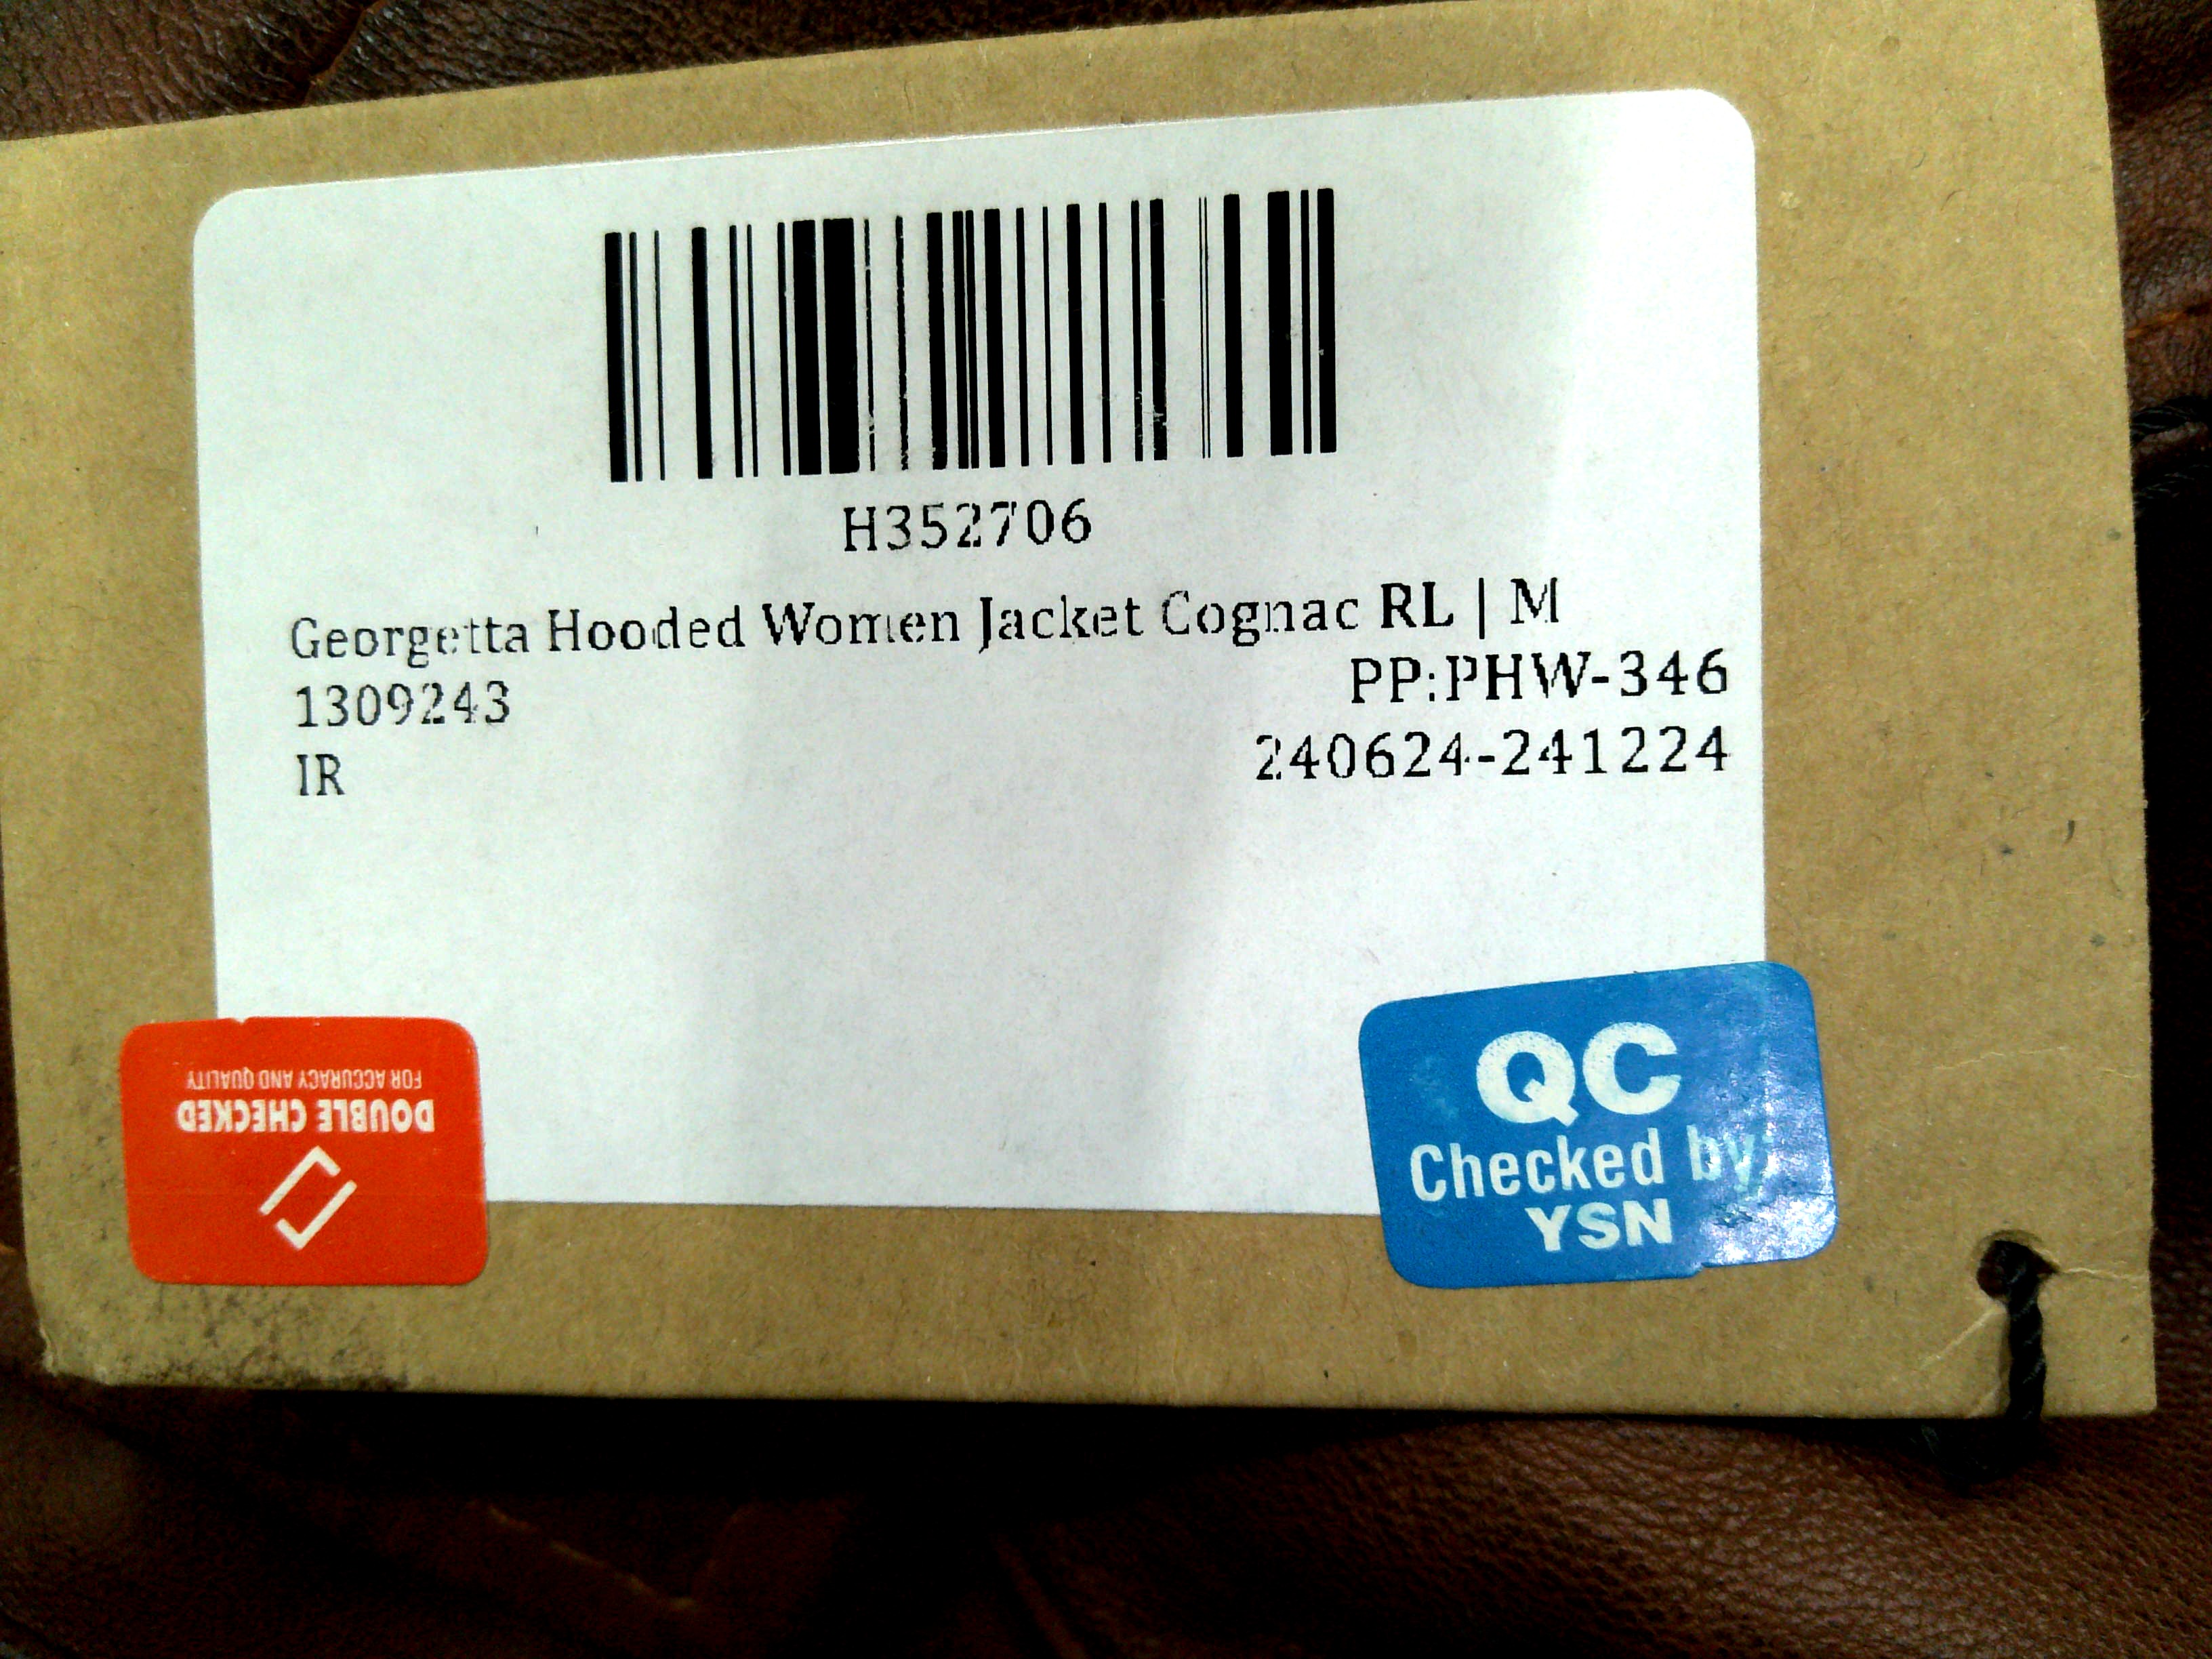 H352706
Georgetta Hooded Women Jacket Cognac RL | M
1309243
PP:PHW-346
IR
240624-241224
DOUBLE CHECKED
FOR ACCURACY AND QUALITY
QC
Checked by
YSN